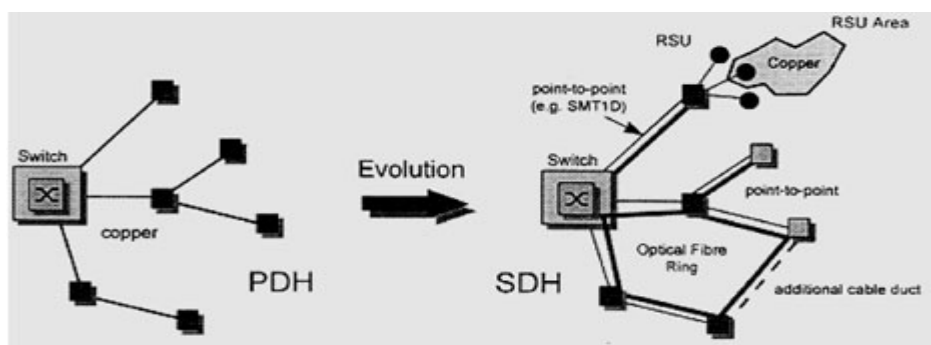 Switch
copper
PDH
Evolution
SDH
RSU Area
RSU
Copper
point-to-point
(e.g. SMT1D)
Switch
point-to-point
Optical Fibre
Ring
additional cable duct